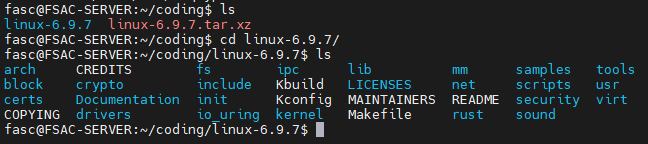 fasc@FSAC-SERVER:~/coding$ ls
linux-6.9.7  linux-6.9.7.tar.xz
fasc@FSAC-SERVER:~/coding$ cd linux-6.9.7/
fasc@FSAC-SERVER:~/coding/linux-6.9.7$ ls
arch     CREDITS        fs        ipc      lib          mm      samples   tools
block    crypto         include   Kbuild   LICENSES     net     scripts   usr
certs    Documentation  init      Kconfig  MAINTAINERS  README  security  virt
COPYING  drivers        io_uring  kernel   Makefile     rust    sound
fasc@FSAC-SERVER:~/coding/linux-6.9.7$